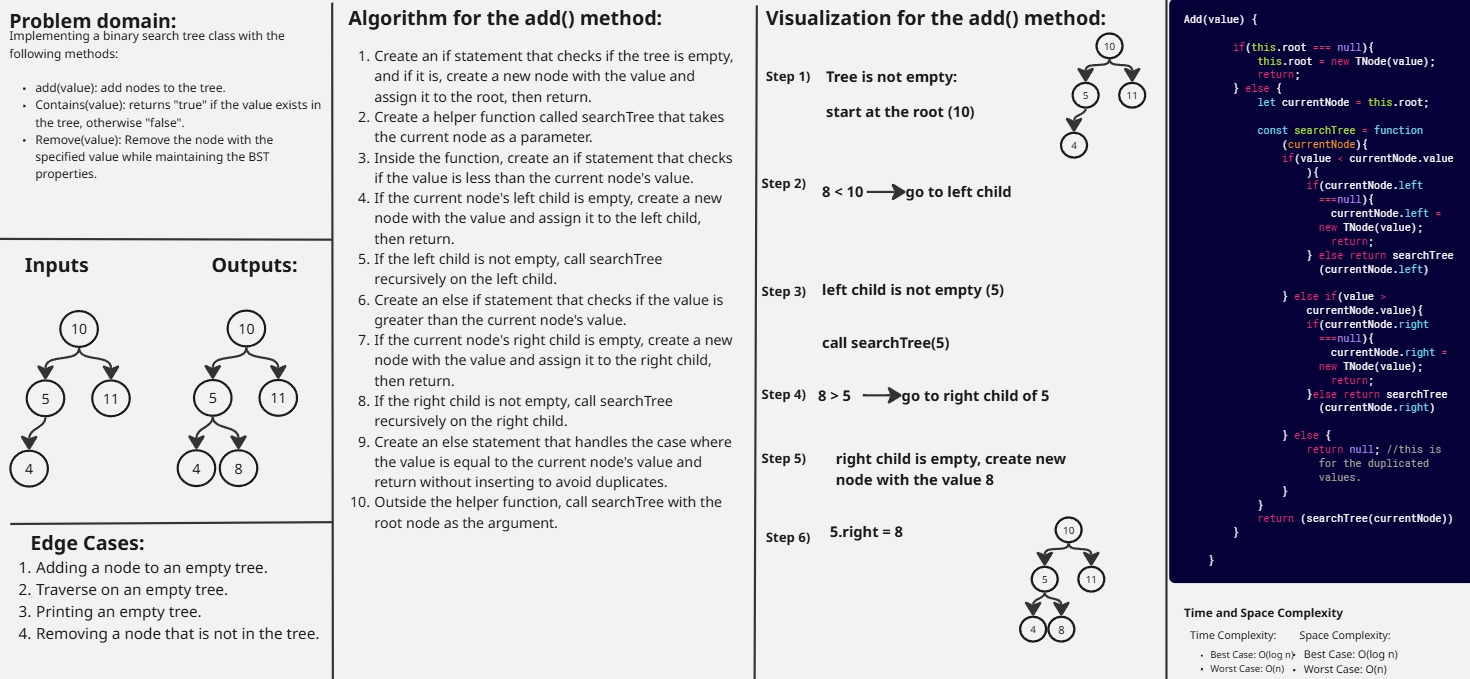 Problem domain:
Implementing a binary search tree class with the
following methods:
• add(value): add nodes to the tree.
• Contains(value): returns "true" if the value exists in
the tree, otherwise "false".
• Remove(value): Remove the node with the
specified value while maintaining the BST
properties.
Inputs
Outputs:
10
5
11
4
10
5
11
4
8
Edge Cases:
1. Adding a node to an empty tree.
2. Traverse on an empty tree.
3. Printing an empty tree.
4. Removing a node that is not in the tree.
Algorithm for the add() method:
1. Create an if statement that checks if the tree is empty,
and if it is, create a new node with the value and
assign it to the root, then return.
2. Create a helper function called searchTree that takes
the current node as a parameter.
3. Inside the function, create an if statement that checks
if the value is less than the current node's value.
4. If the current node's left child is empty, create a new
node with the value and assign it to the left child,
then return.
5. If the left child is not empty, call searchTree
recursively on the left child.
6. Create an else if statement that checks if the value is
greater than the current node's value.
7. If the current node's right child is empty, create a new
node with the value and assign it to the right child,
then return.
8. If the right child is not empty, call searchTree
recursively on the right child.
9. Create an else statement that handles the case where
the value is equal to the current node's value and
return without inserting to avoid duplicates.
10. Outside the helper function, call searchTree with the
root node as the argument.
Visualization for the add() method:
Step 1) Tree is not empty:
start at the root (10)
10
5
11
4
Step 2) 8 < 10 go to left child
Step 3) left child is not empty (5)
call searchTree(5)
Step 4) 8 > 5 go to right child of 5
Step 5) right child is empty, create new
node with the value 8
Step 6) 5.right = 8
10
5
11
4
8
Add(value) {
if(this.root === null){
this.root = new TNode(value);
return;
} else {
let currentNode = this.root;
const searchTree = function
(currentNode){
if(value < currentNode.value
){
if(currentNode.left
===null){
currentNode.left =
new TNode(value);
return;
} else return searchTree
(currentNode.left)
} else if(value >
currentNode.value){
if(currentNode.right
===null){
currentNode.right =
new TNode(value);
return;
}else return searchTree
(currentNode.right)
} else {
return null; //this is
for the duplicated
values.
}
}
return (searchTree(currentNode))
}
}
Time and Space Complexity
Time Complexity:
• Best Case: O(log n)
• Worst Case: O(n)
Space Complexity:
• Best Case: O(log n)
• Worst Case: O(n)